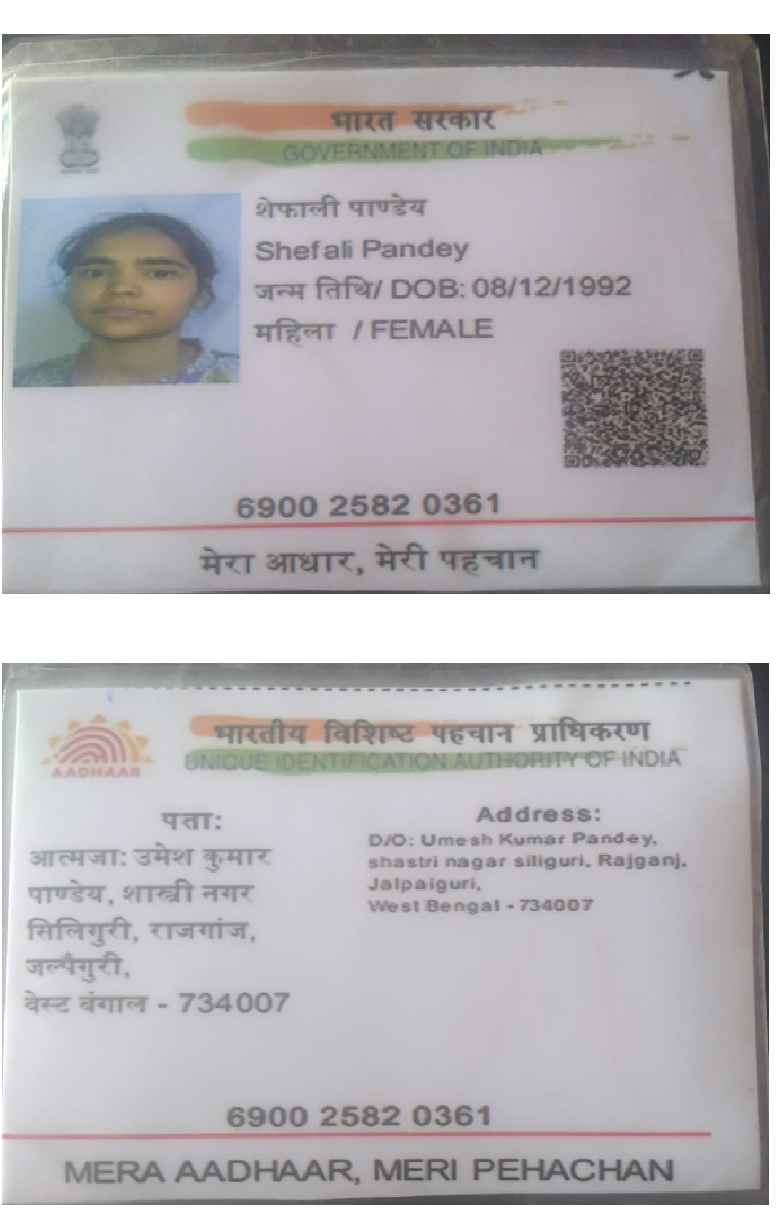 भारत सरकार
GOVERNMENT OF INDIA
शेफाली पाण्डेय
Shefali Pandey
जन्म तिथि/ DOB: 08/12/1992
महिला / FEMALE
6900 2582 0361
मेरा आधार, मेरी पहचान
भारतीय विशिष्ट पहचान प्राधिकरण
UNIQUE IDENTIFICATION AUTHORITY OF INDIA
AADHAAR
पता:
आत्मजा: उमेश कुमार
पाण्डेय, शास्त्री नगर
सिलिगुरी, राजगांज,
जल्पैगुरी,
वेस्ट बंगाल - 734007
Address:
D/O: Umesh Kumar Pandey,
shastri nagar siliguri, Rajganj,
Jalpaiguri,
West Bengal - 734007
6900 2582 0361
MERA AADHAAR, MERI PEHACHAN